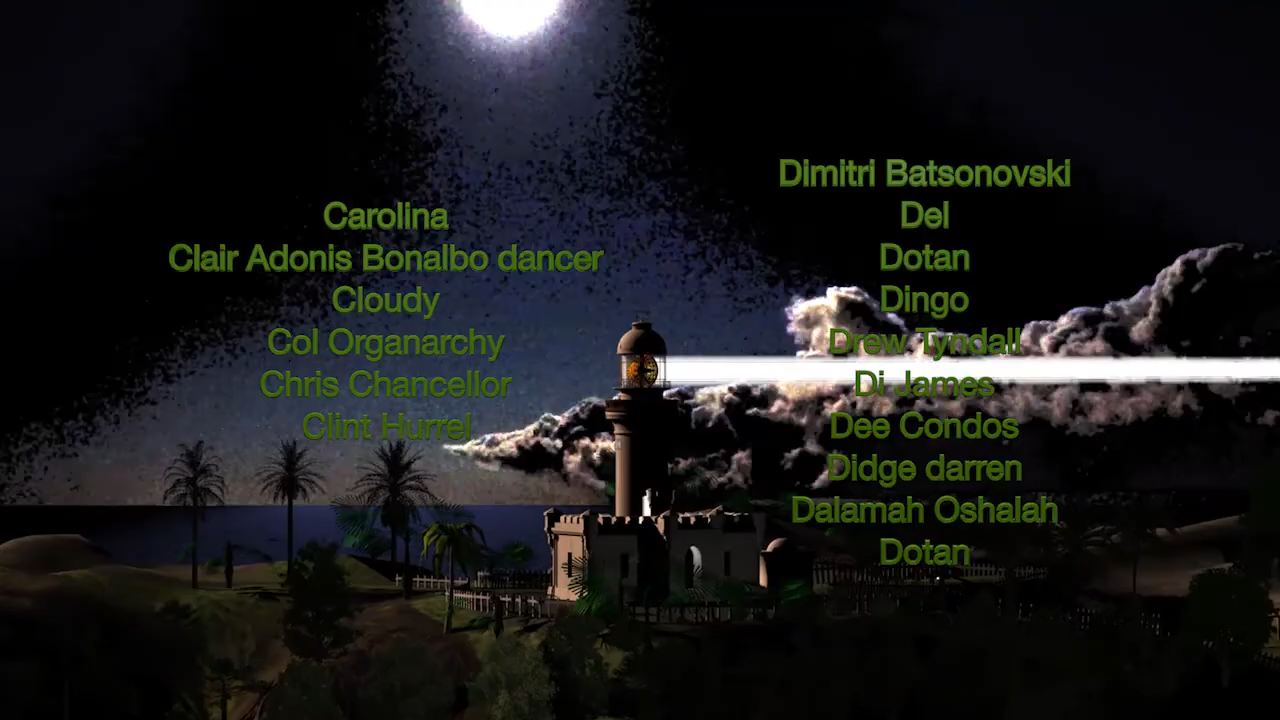 Carolina
Clair Adonis Bonalbo dancer
Cloudy
Col Organarchy
Chris Chancellor
Clint Hurrel
Dimitri Batsonovski
Del
Dotan
Dingo
Drew Tyndall
Di James
Dee Condos
Didge darren
Dalamah Oshalah
Dotan